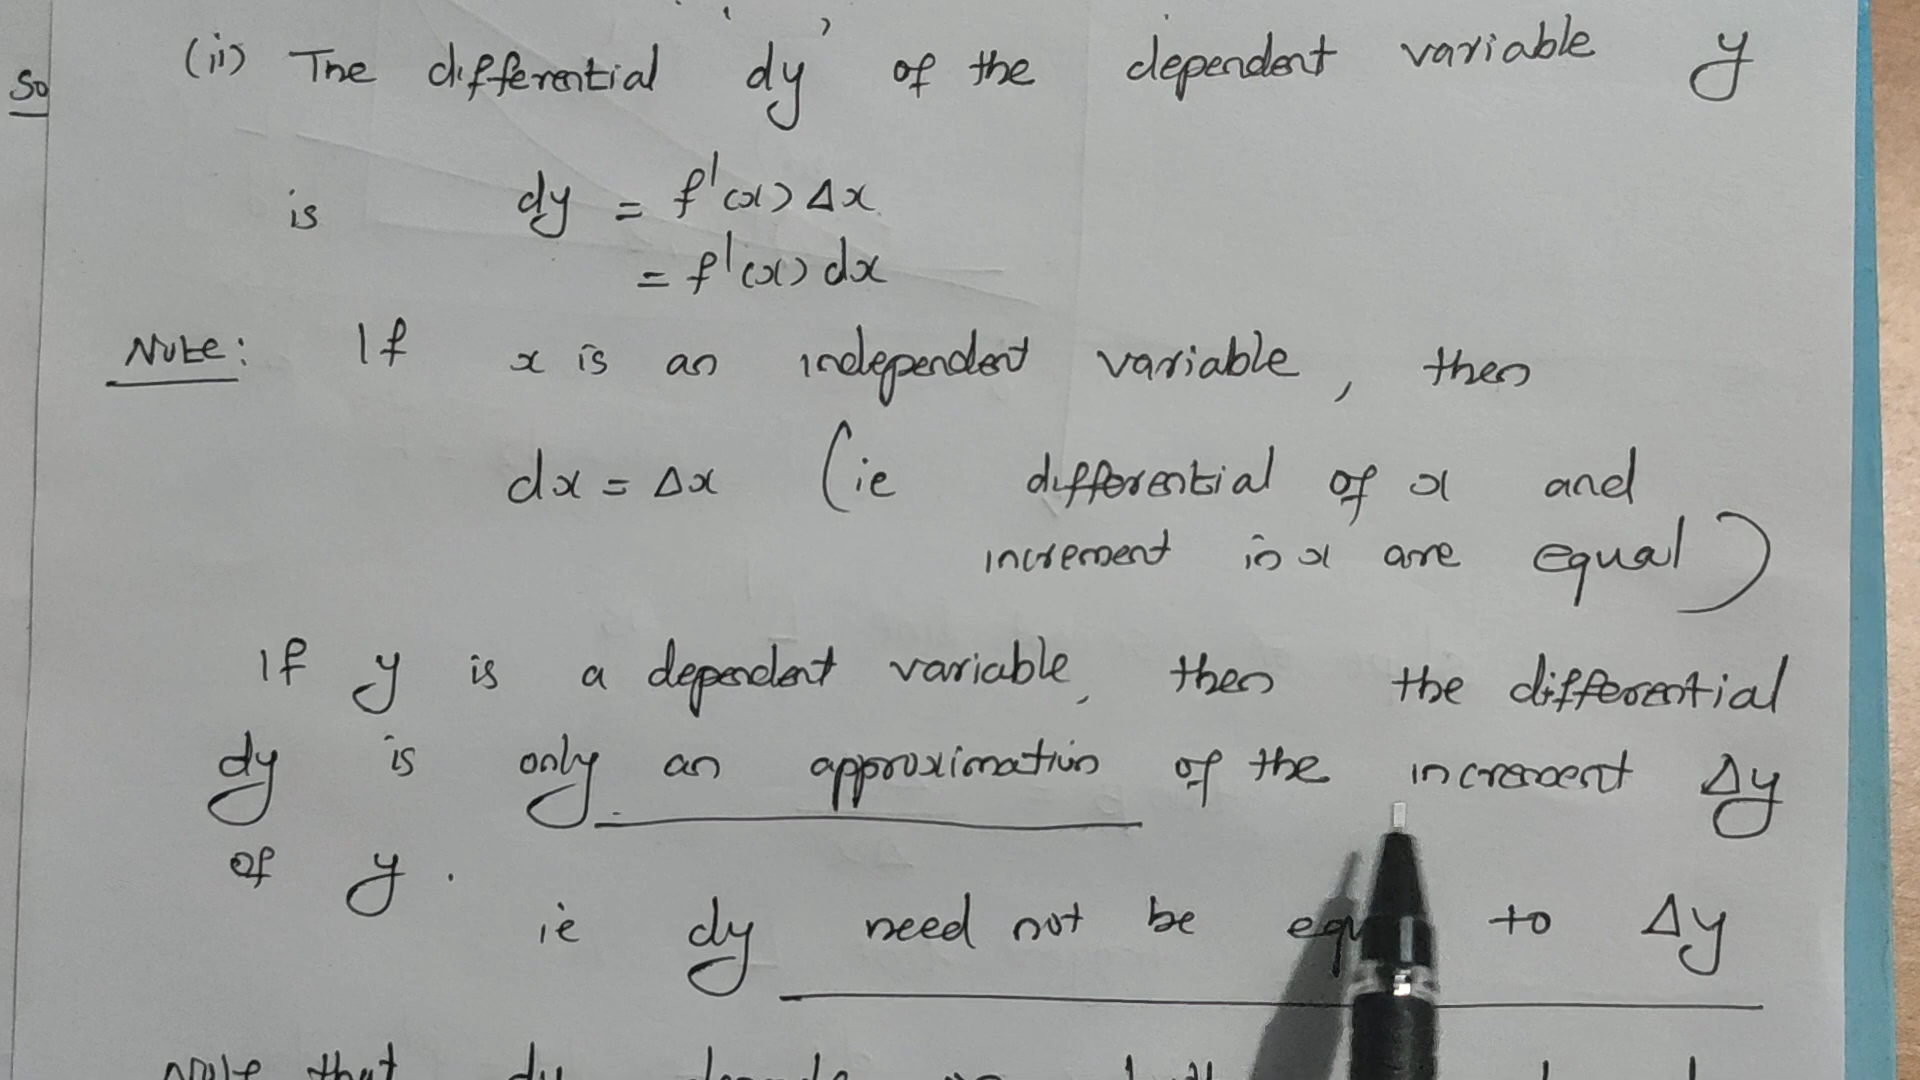 So
(ii) The differential 'dy' of the dependent variable y
is dy = f'(x) Δx
= f'(x) dx
Note: If x is an independent variable, then
dx = Δx (ie differential of x and
increment in x are equal)
If y is a dependent variable, then the differential
dy is only an approximation of the increment Δy
of y.
ie dy need not be to Δy
Note that dy